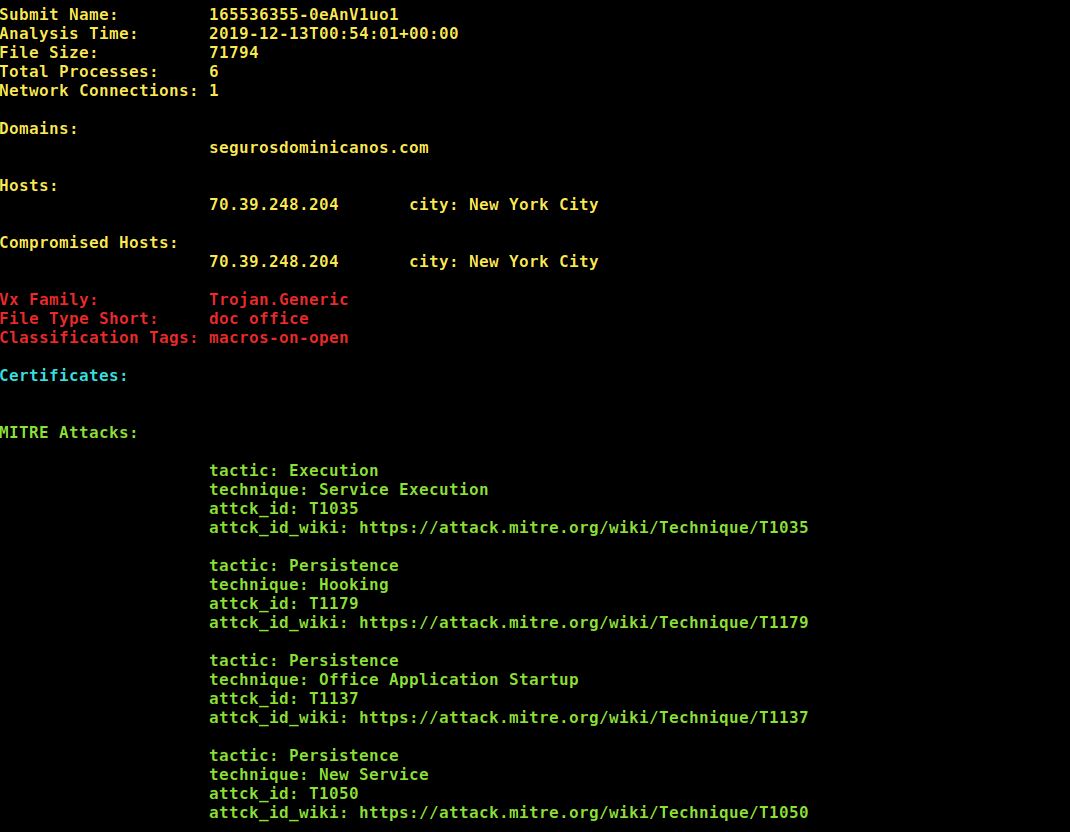 Submit Name: 165536355-0eAnV1uo1
Analysis Time: 2019-12-13T00:54:01+00:00
File Size: 71794
Total Processes: 6
Network Connections: 1
Domains:
segurosdominicanos.com
Hosts:
70.39.248.204 city: New York City
Compromised Hosts:
70.39.248.204 city: New York City
Vx Family: Trojan.Generic
File Type Short: doc office
Classification Tags: macros-on-open
Certificates:
MITRE Attacks:
tactic: Execution
technique: Service Execution
attck_id: T1035
attck_id_wiki: https://attack.mitre.org/wiki/Technique/T1035
tactic: Persistence
technique: Hooking
attck_id: T1179
attck_id_wiki: https://attack.mitre.org/wiki/Technique/T1179
tactic: Persistence
technique: Office Application Startup
attck_id: T1137
attck_id_wiki: https://attack.mitre.org/wiki/Technique/T1137
tactic: Persistence
technique: New Service
attck_id: T1050
attck_id_wiki: https://attack.mitre.org/wiki/Technique/T1050